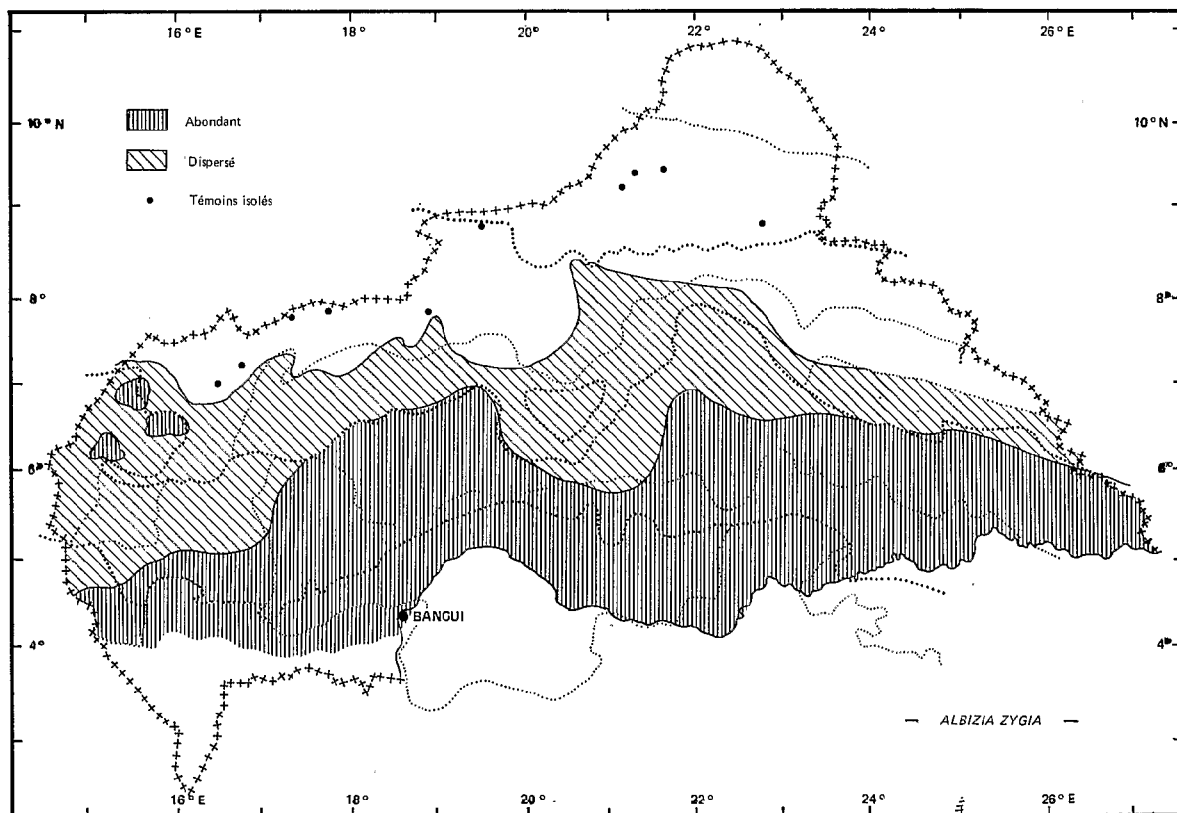 16° E 18° 20° 22° 24° 26° E
10° N 10° N
Abondant
Dispersé
Témoins isolés
8° 8°
6° 6°
BANGUI
4° 4°
— ALBIZIA ZYGIA —
16° E 18° 20° 22° 24° 26° E